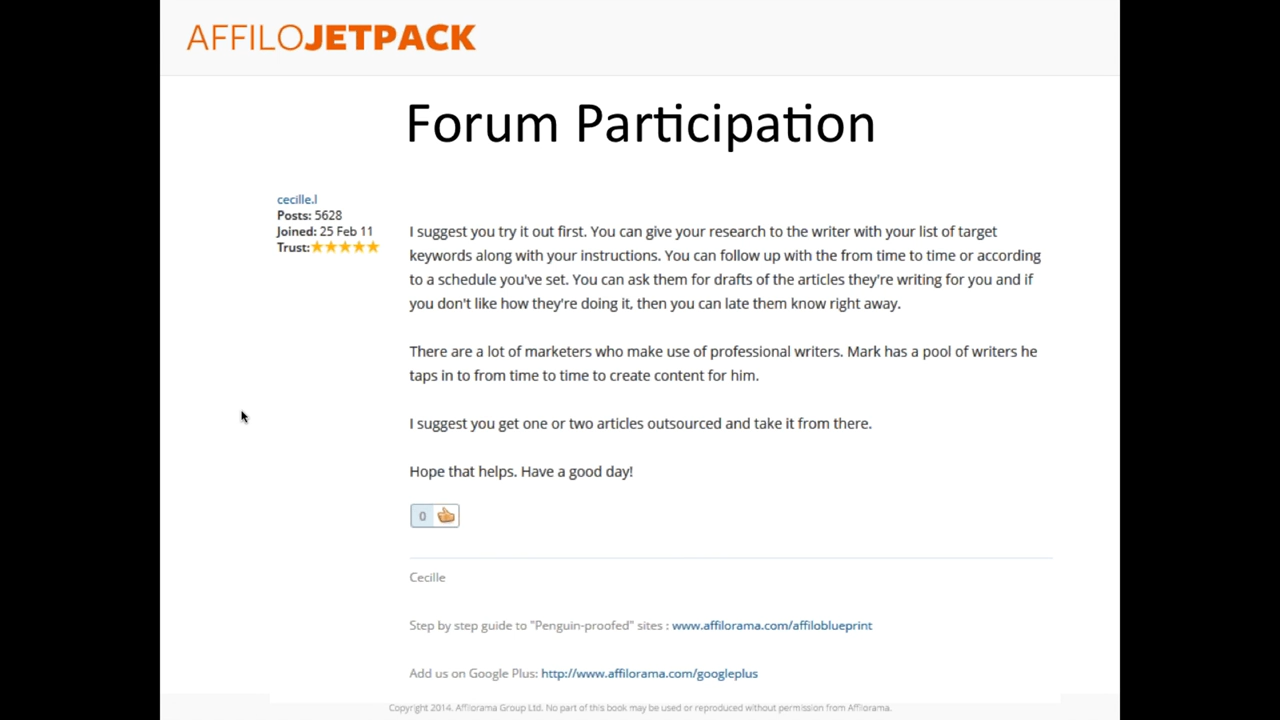 AFFILOJETPACK
Forum Participation
cecille.l
Posts: 5628
Joined: 25 Feb 11
Trust:
I suggest you try it out first. You can give your research to the writer with your list of target
keywords along with your instructions. You can follow up with the from time to time or according
to a schedule you've set. You can ask them for drafts of the articles they're writing for you and if
you don't like how they're doing it, then you can late them know right away.
There are a lot of marketers who make use of professional writers. Mark has a pool of writers he
taps in to from time to time to create content for him.
I suggest you get one or two articles outsourced and take it from there.
Hope that helps. Have a good day!
0
Cecille
Step by step guide to "Penguin-proofed" sites : www.affilorama.com/affiloblueprint
Add us on Google Plus: http://www.affilorama.com/googleplus
Copyright 2014. Affilorama Group Ltd. No part of this book may be used or reproduced without permission from Affilorama.